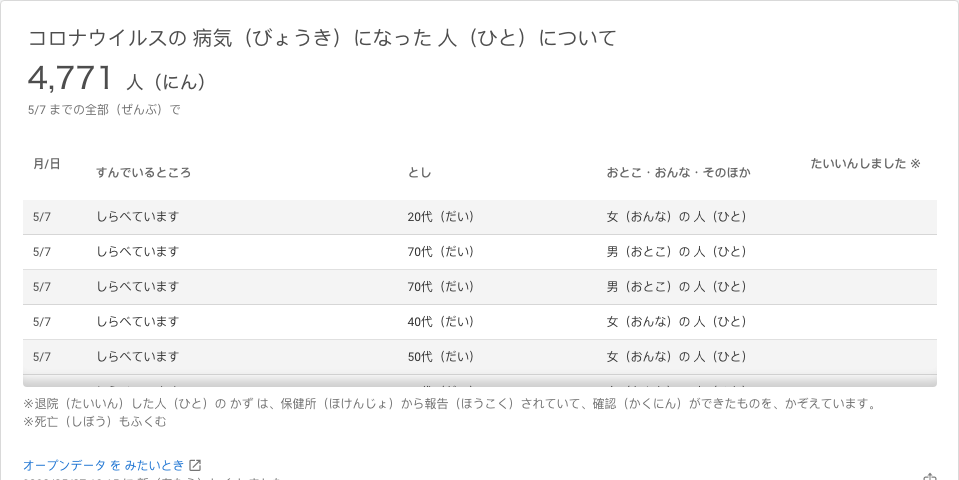 コロナウイルスの 病気（びょうき）になった 人（ひと）について
4,771 人（にん）
5/7 までの全部（ぜんぶ）で
月/日 すんでいるところ とし おとこ・おんな・そのほか たいいんしました ※
5/7 しらべています 20代（だい） 女（おんな）の 人（ひと）
5/7 しらべています 70代（だい） 男（おとこ）の 人（ひと）
5/7 しらべています 70代（だい） 男（おとこ）の 人（ひと）
5/7 しらべています 40代（だい） 女（おんな）の 人（ひと）
5/7 しらべています 50代（だい） 女（おんな）の 人（ひと）
※退院（たいいん）した人（ひと）の かず は、保健所（ほけんじょ）から報告（ほうこく）されていて、確認（かくにん）ができたものを、かぞえています。
※死亡（しぼう）もふくむ
オープンデータ を みたいとき